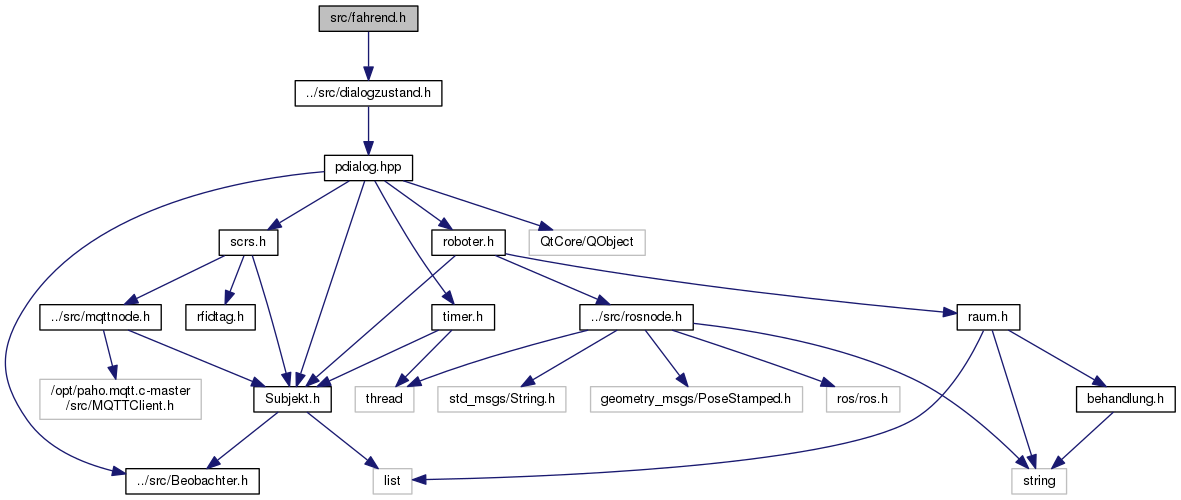 src/fahrend.h
../src/dialogzustand.h
pdialog.hpp
scrs.h
roboter.h
QtCore/QObject
../src/mqttnode.h
rfidtag.h
timer.h
../src/rosnode.h
raum.h
/opt/paho.mqtt.c-master
/src/MQTTClient.h
Subjekt.h
thread
std_msgs/String.h
geometry_msgs/PoseStamped.h
ros/ros.h
behandlung.h
../src/Beobachter.h
list
string